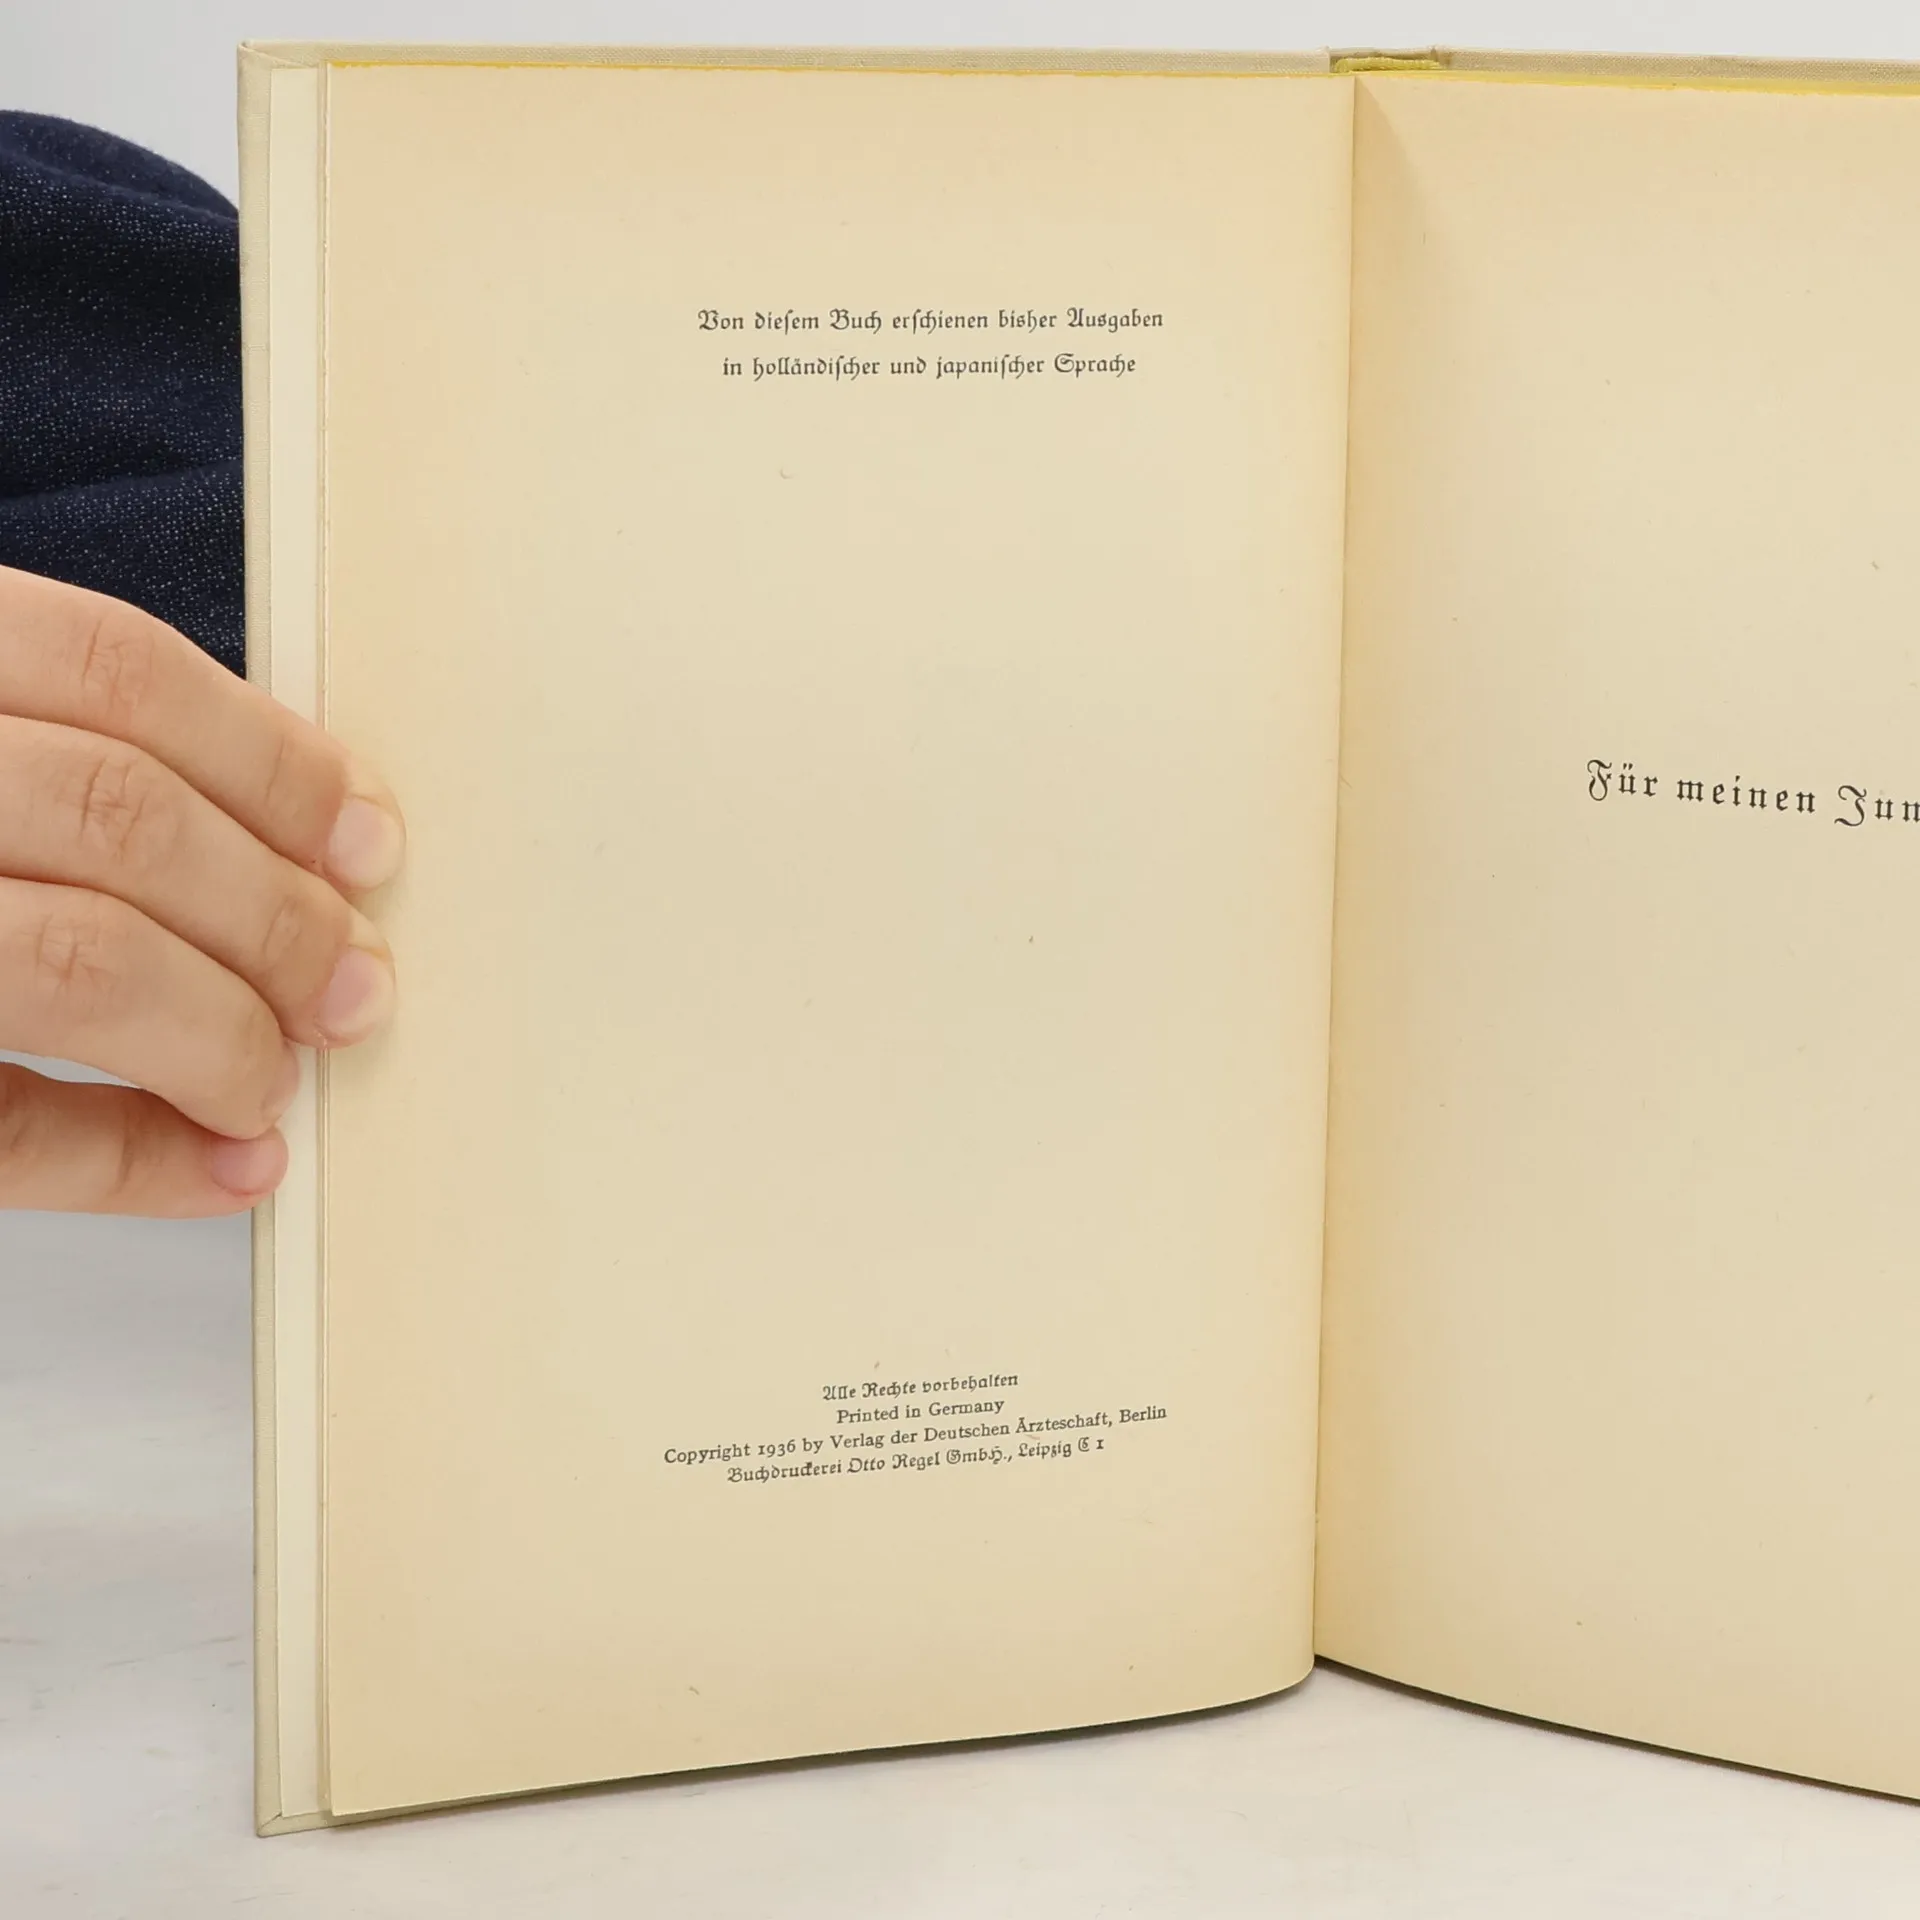 Von diesem Buch erschienen bisher Ausgaben
in holländischer und japanischer Sprache
Alle Rechte vorbehalten
Printed in Germany
Copyright 1936 by Verlag der Deutschen Ärzteschaft, Berlin
Buchdruckerei Otto Regel GmbH., Leipzig C 1
Für meinen